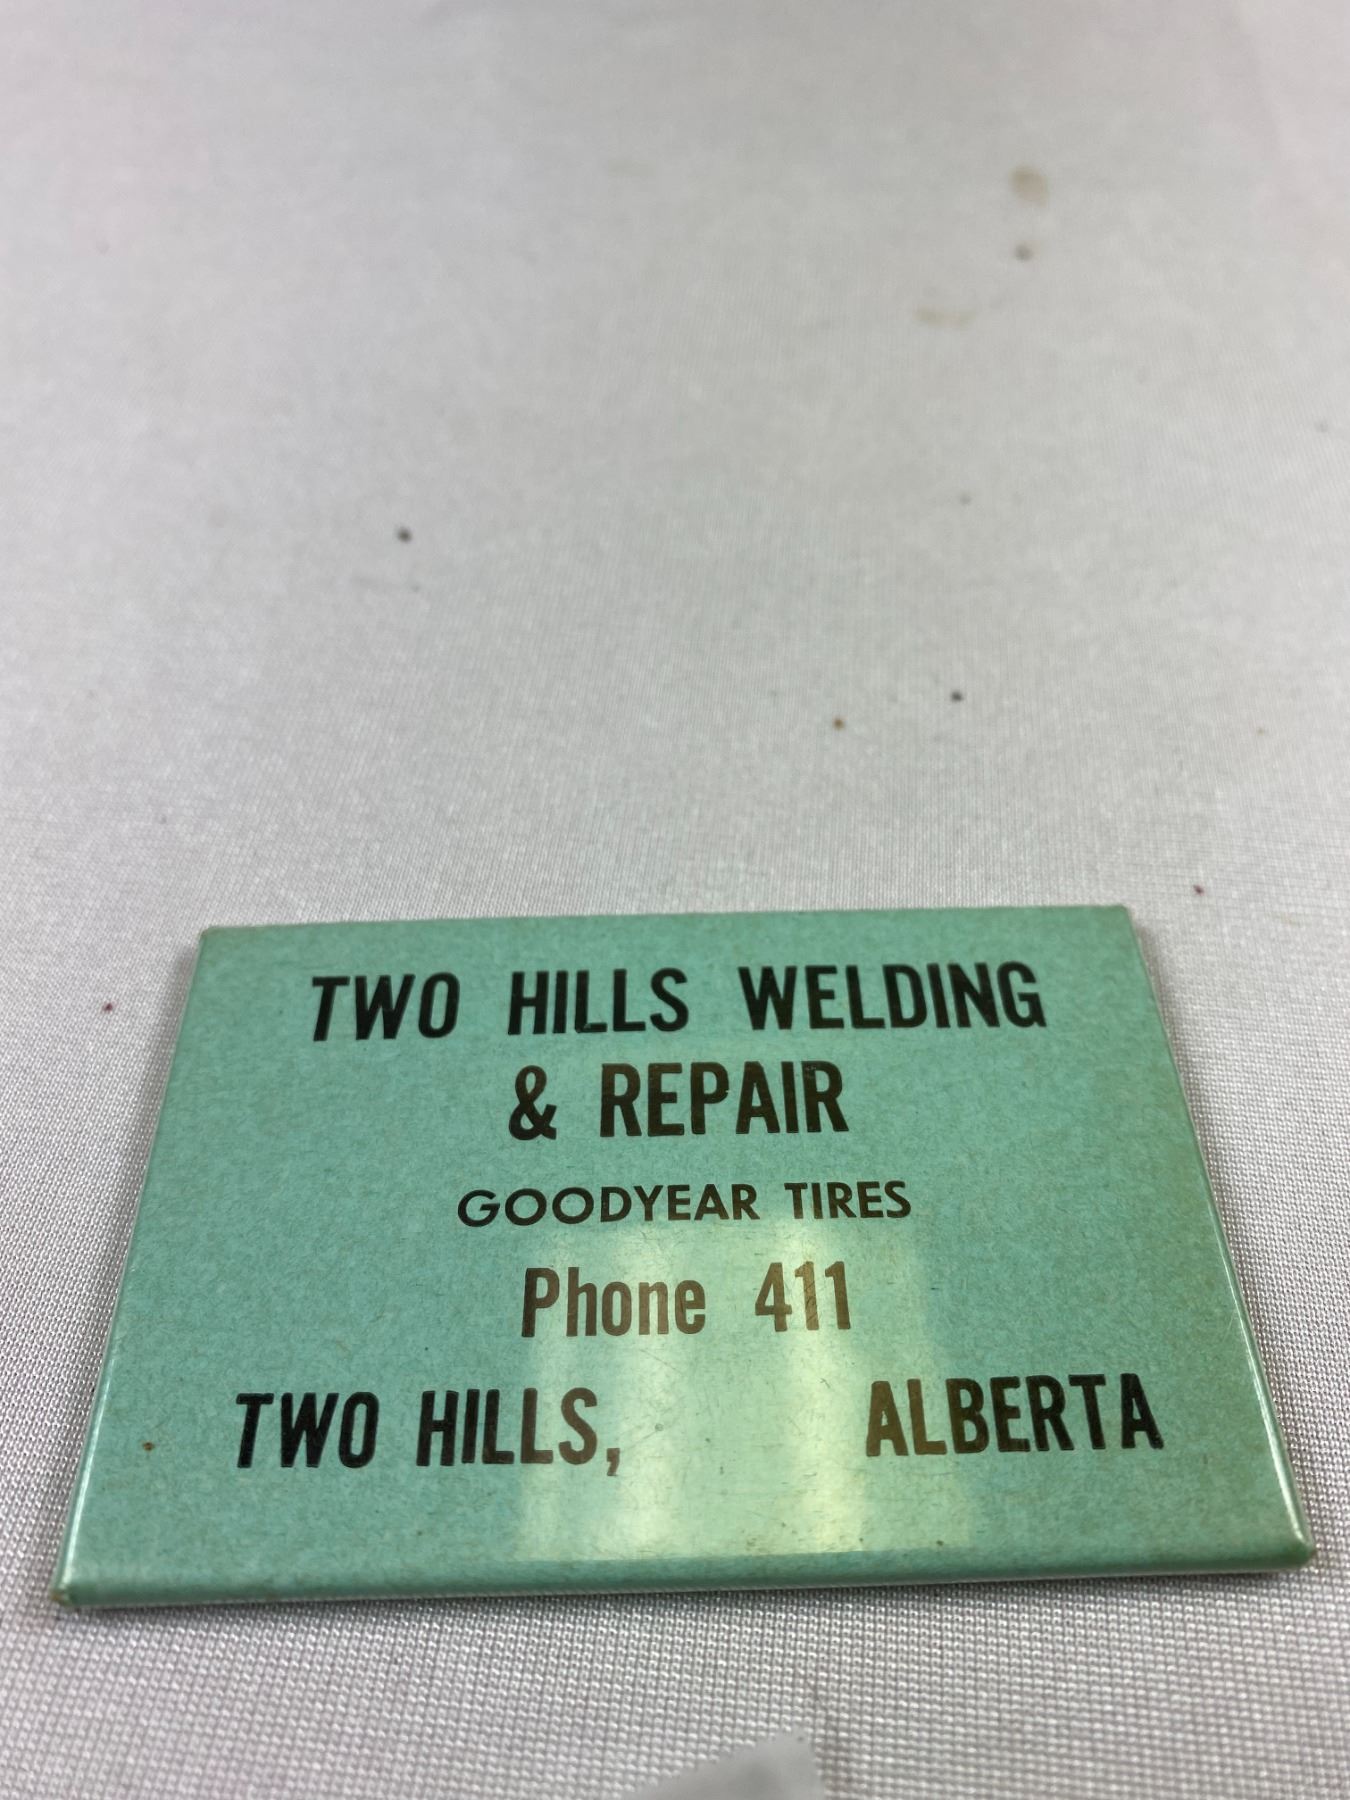 TWO HILLS WELDING
& REPAIR
GOODYEAR TIRES
Phone 411
TWO HILLS, ALBERTA